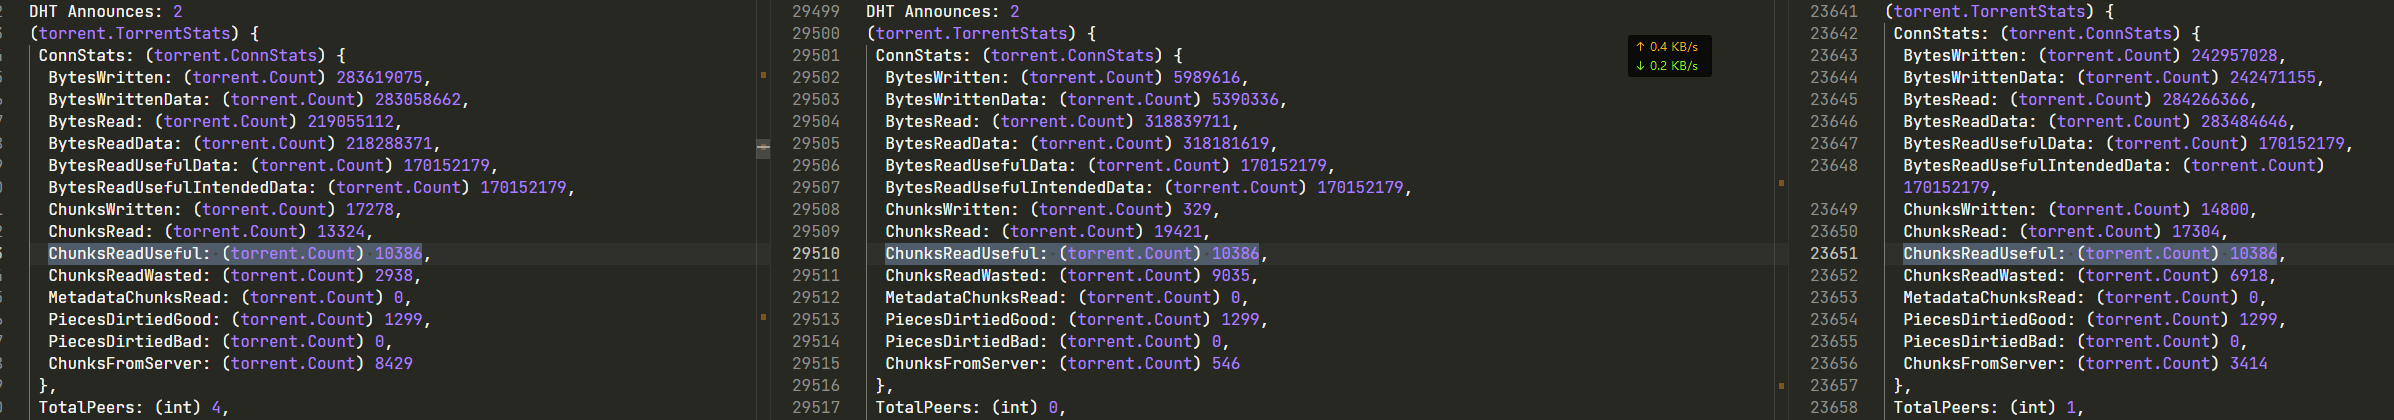 DHT Announces: 2
(torrent.TorrentStats) {
ConnStats: (torrent.ConnStats) {
BytesWritten: (torrent.Count) 283619075,
BytesWrittenData: (torrent.Count) 283058662,
BytesRead: (torrent.Count) 219055112,
BytesReadData: (torrent.Count) 218288371,
BytesReadUsefulData: (torrent.Count) 170152179,
BytesReadUsefulIntendedData: (torrent.Count) 170152179,
ChunksWritten: (torrent.Count) 17278,
ChunksRead: (torrent.Count) 13324,
ChunksReadUseful: (torrent.Count) 10386,
ChunksReadWasted: (torrent.Count) 2938,
MetadataChunksRead: (torrent.Count) 0,
PiecesDirtiedGood: (torrent.Count) 1299,
PiecesDirtiedBad: (torrent.Count) 0,
ChunksFromServer: (torrent.Count) 8429
},
TotalPeers: (int) 4,
29499 DHT Announces: 2
29500 (torrent.TorrentStats) {
29501 ConnStats: (torrent.ConnStats) {
29502 BytesWritten: (torrent.Count) 5989616,
29503 BytesWrittenData: (torrent.Count) 5390336,
29504 BytesRead: (torrent.Count) 318839711,
29505 BytesReadData: (torrent.Count) 318181619,
29506 BytesReadUsefulData: (torrent.Count) 170152179,
29507 BytesReadUsefulIntendedData: (torrent.Count) 170152179,
29508 ChunksWritten: (torrent.Count) 329,
29509 ChunksRead: (torrent.Count) 19421,
29510 ChunksReadUseful: (torrent.Count) 10386,
29511 ChunksReadWasted: (torrent.Count) 9035,
29512 MetadataChunksRead: (torrent.Count) 0,
29513 PiecesDirtiedGood: (torrent.Count) 1299,
29514 PiecesDirtiedBad: (torrent.Count) 0,
29515 ChunksFromServer: (torrent.Count) 546
29516 },
29517 TotalPeers: (int) 0,
↑ 0.4 KB/s
↓ 0.2 KB/s
23641 (torrent.TorrentStats) {
23642 ConnStats: (torrent.ConnStats) {
23643 BytesWritten: (torrent.Count) 242957028,
23644 BytesWrittenData: (torrent.Count) 242471155,
23645 BytesRead: (torrent.Count) 284266366,
23646 BytesReadData: (torrent.Count) 283484646,
23647 BytesReadUsefulData: (torrent.Count) 170152179,
23648 BytesReadUsefulIntendedData: (torrent.Count)
170152179,
23649 ChunksWritten: (torrent.Count) 14800,
23650 ChunksRead: (torrent.Count) 17304,
23651 ChunksReadUseful: (torrent.Count) 10386,
23652 ChunksReadWasted: (torrent.Count) 6918,
23653 MetadataChunksRead: (torrent.Count) 0,
23654 PiecesDirtiedGood: (torrent.Count) 1299,
23655 PiecesDirtiedBad: (torrent.Count) 0,
23656 ChunksFromServer: (torrent.Count) 3414
23657 },
23658 TotalPeers: (int) 1,